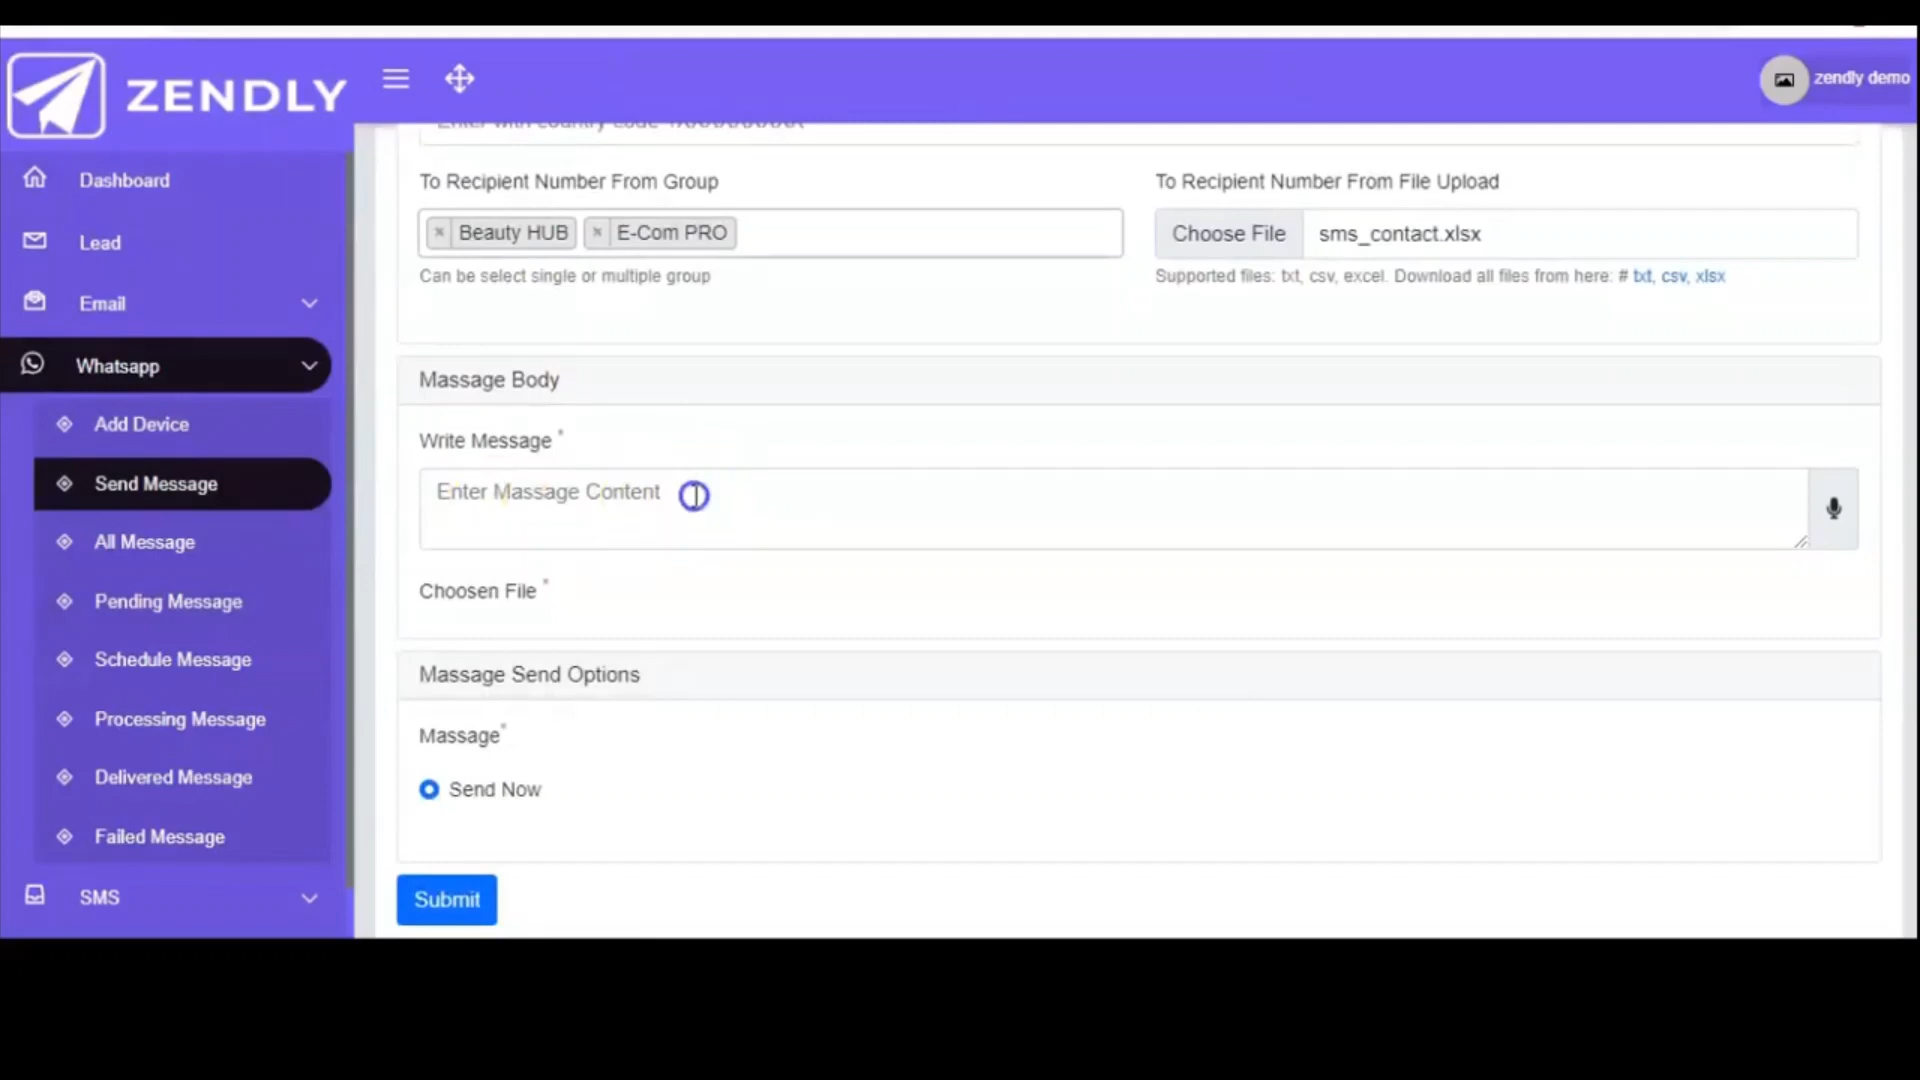 ZENDLY
zendly demo
Dashboard
Lead
Email
Whatsapp
Add Device
Send Message
All Message
Pending Message
Schedule Message
Processing Message
Delivered Message
Failed Message
SMS
Enter with country code
To Recipient Number From Group
× Beauty HUB × E-Com PRO
Can be select single or multiple group
To Recipient Number From File Upload
Choose File sms_contact.xlsx
Supported files: txt, csv, excel. Download all files from here: # txt, csv, xlsx
Massage Body
Write Message *
Enter Massage Content
Choosen File *
Massage Send Options
Massage*
Send Now
Submit